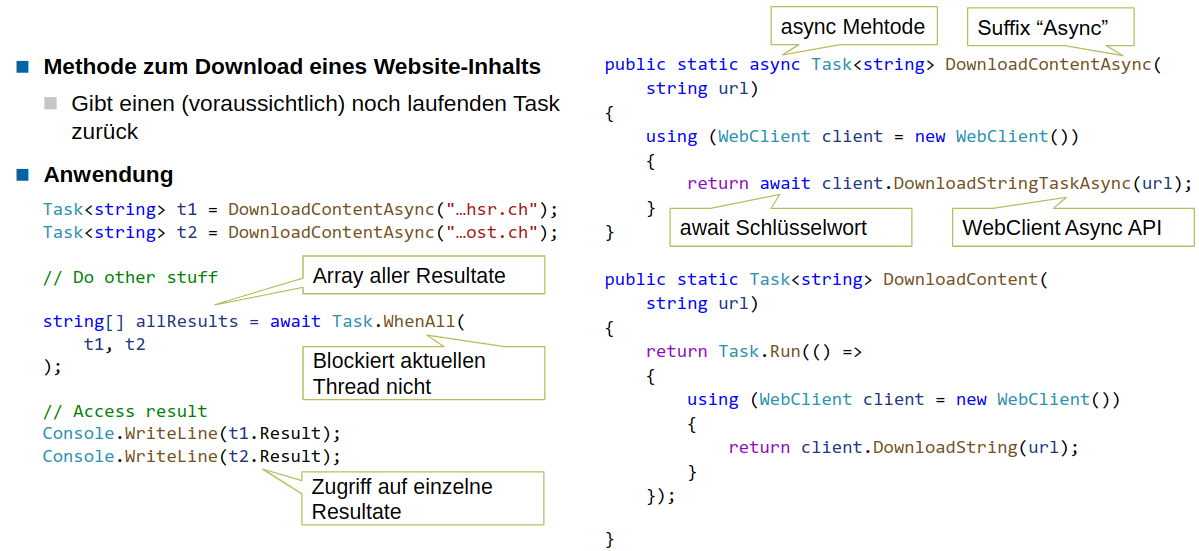 Methode zum Download eines Website-Inhalts
Gibt einen (voraussichtlich) noch laufenden Task
zurück
Anwendung
Task<string> t1 = DownloadContentAsync("…hsr.ch");
Task<string> t2 = DownloadContentAsync("…ost.ch");
// Do other stuff
Array aller Resultate
string[] allResults = await Task.WhenAll(
t1, t2
);
Blockiert aktuellen
Thread nicht
// Access result
Console.WriteLine(t1.Result);
Console.WriteLine(t2.Result);
Zugriff auf einzelne
Resultate
async Mehtode
Suffix “Async”
public static async Task<string> DownloadContentAsync(
string url)
{
using (WebClient client = new WebClient())
{
return await client.DownloadStringTaskAsync(url);
}
}
await Schlüsselwort
WebClient Async API
public static Task<string> DownloadContent(
string url)
{
return Task.Run(() =>
{
using (WebClient client = new WebClient())
{
return client.DownloadString(url);
}
});
}